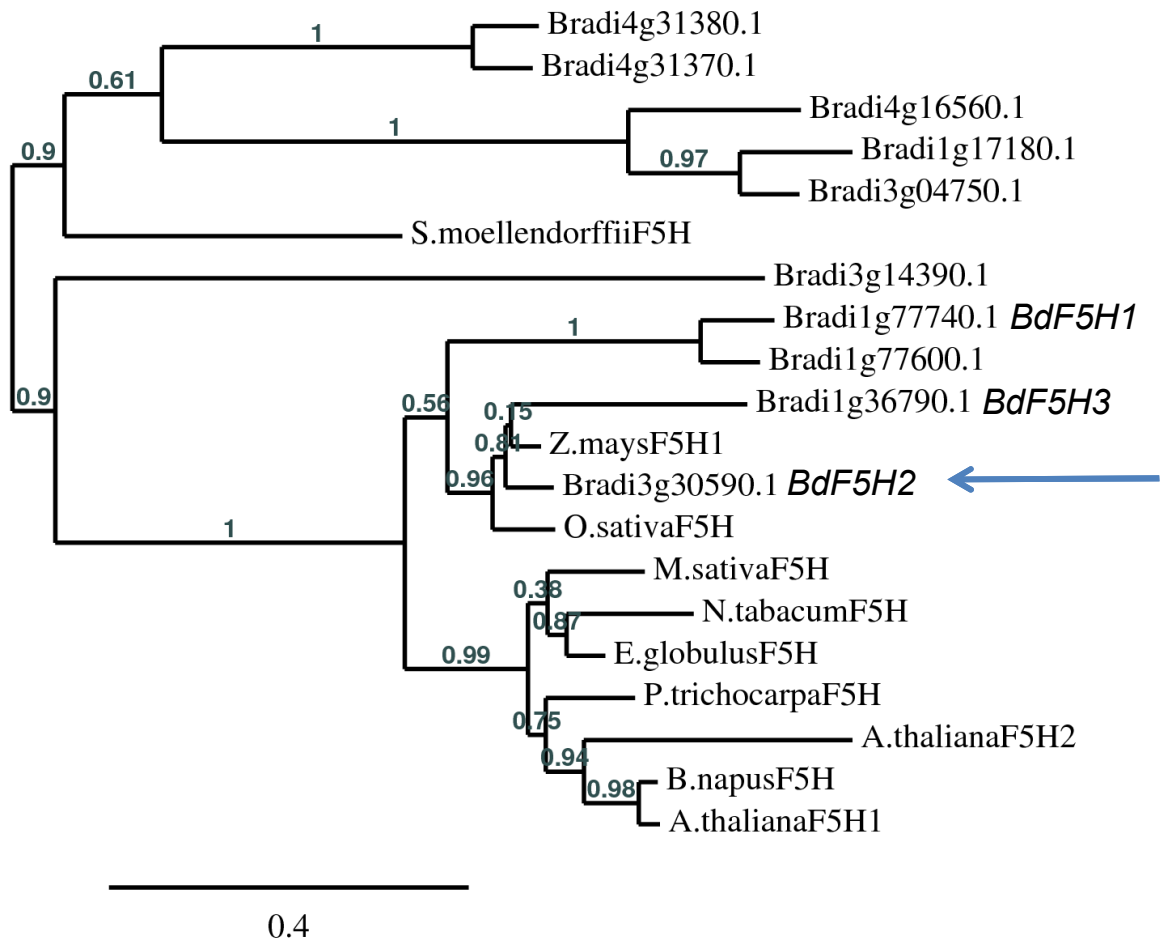 Bradi4g31380.1
1
Bradi4g31370.1
0.61
Bradi4g16560.1
1
Bradi1g17180.1
0.9
0.97
Bradi3g04750.1
S.moellendorffiiF5H
Bradi3g14390.1
Bradi1g77740.1 BdF5H1
1
Bradi1g77600.1
0.9
0.56
Bradi1g36790.1 BdF5H3
0.15
Z.maysF5H1
0.81
Bradi3g30590.1 BdF5H2
0.96
O.sativaF5H
1
M.sativaF5H
0.38
N.tabacumF5H
0.87
E.globulusF5H
0.99
P.trichocarpaF5H
0.75
A.thalianaF5H2
0.94
B.napusF5H
0.98
A.thalianaF5H1
0.4